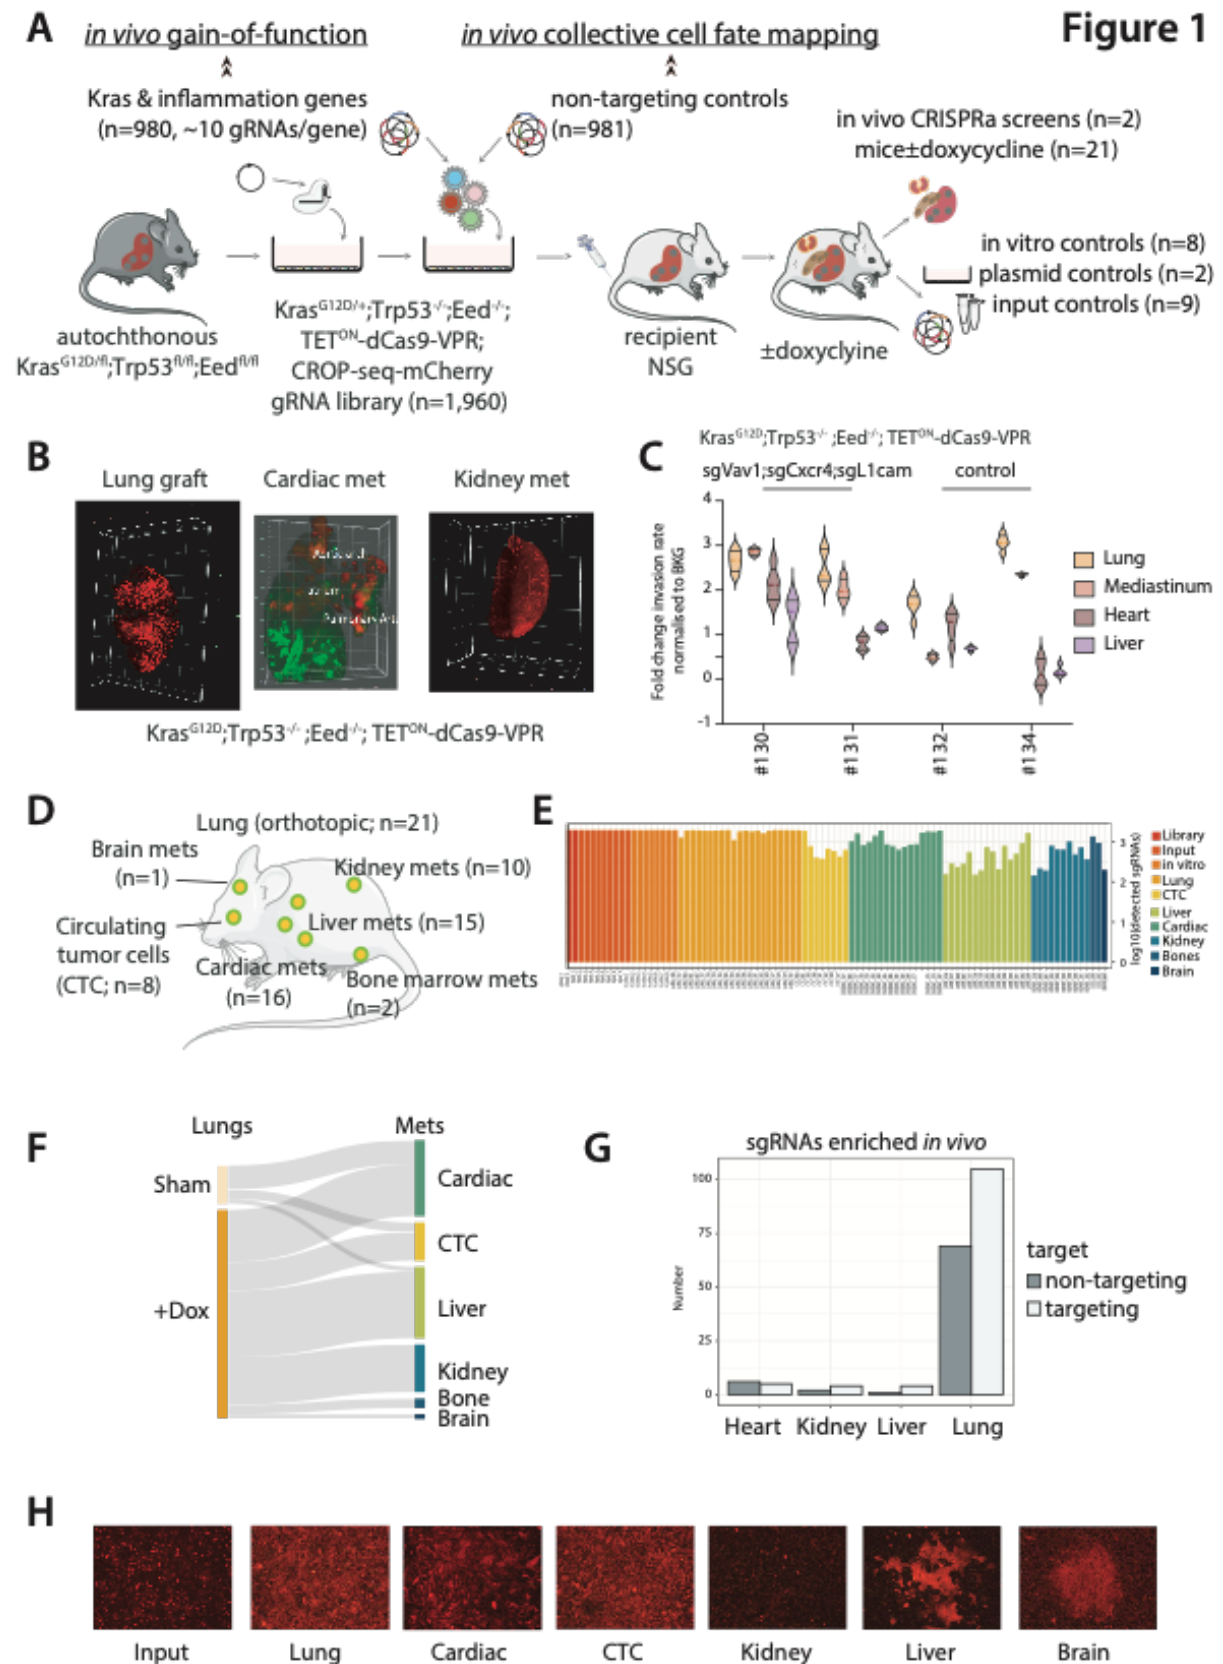 Figure 1
A
in vivo gain-of-function
in vivo collective cell fate mapping
Kras & inflammation genes
(n=980, ~10 gRNAs/gene)
non-targeting controls
(n=981)
in vivo CRISPRa screens (n=2)
mice±doxycycline (n=21)
in vitro controls (n=8)
plasmid controls (n=2)
input controls (n=9)
autochthonous
Kras^G12D/fl;Trp53^fl/fl;Eed^fl/fl
Kras^G12D/+;Trp53^-/-;Eed^-/-;
TET^ON-dCas9-VPR;
CROP-seq-mCherry
gRNA library (n=1,960)
recipient
NSG
±doxyclyine
B
Lung graft
Cardiac met
Kidney met
Kras^G12D;Trp53^-/- ;Eed^-/-; TET^ON-dCas9-VPR
C
Kras^G12D;Trp53^-/- ;Eed^-/-; TET^ON-dCas9-VPR
sgVav1;sgCxcr4;sgL1cam
control
Fold change invasion rate
normalised to BKG
4
3
2
1
0
-1
#130
#131
#132
#134
Lung
Mediastinum
Heart
Liver
D
Lung (orthotopic; n=21)
Brain mets
(n=1)
Kidney mets (n=10)
Circulating
tumor cells
(CTC; n=8)
Liver mets (n=15)
Cardiac mets
(n=16)
Bone marrow mets
(n=2)
E
log10(detected sgRNAs)
3
2
1
0
Library
Input
in vitro
Lung
CTC
Liver
Cardiac
Kidney
Bones
Brain
F
Lungs
Mets
Sham
+Dox
Cardiac
CTC
Liver
Kidney
Bone
Brain
G
sgRNAs enriched in vivo
Number
100
75
50
25
0
Heart
Kidney
Liver
Lung
target
non-targeting
targeting
H
Input
Lung
Cardiac
CTC
Kidney
Liver
Brain